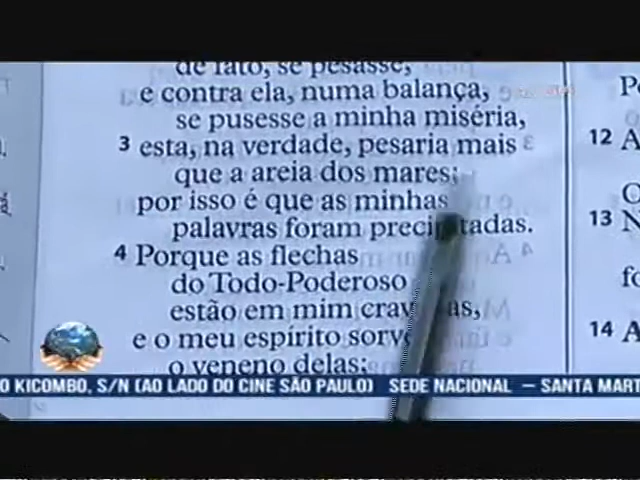 de fato, se pesasse,
e contra ela, numa balança,
se pusesse a minha miséria,
3 esta, na verdade, pesaria mais
que a areia dos mares;
por isso é que as minhas
palavras foram precipitadas.
4 Porque as flechas
do Todo-Poderoso
estão em mim cravadas,
e o meu espírito sorve
o veneno delas;
12 A
13 N
14 A
O KICOMBO, S/N (AO LADO DO CINE SÃO PAULO) SEDE NACIONAL – SANTA MART